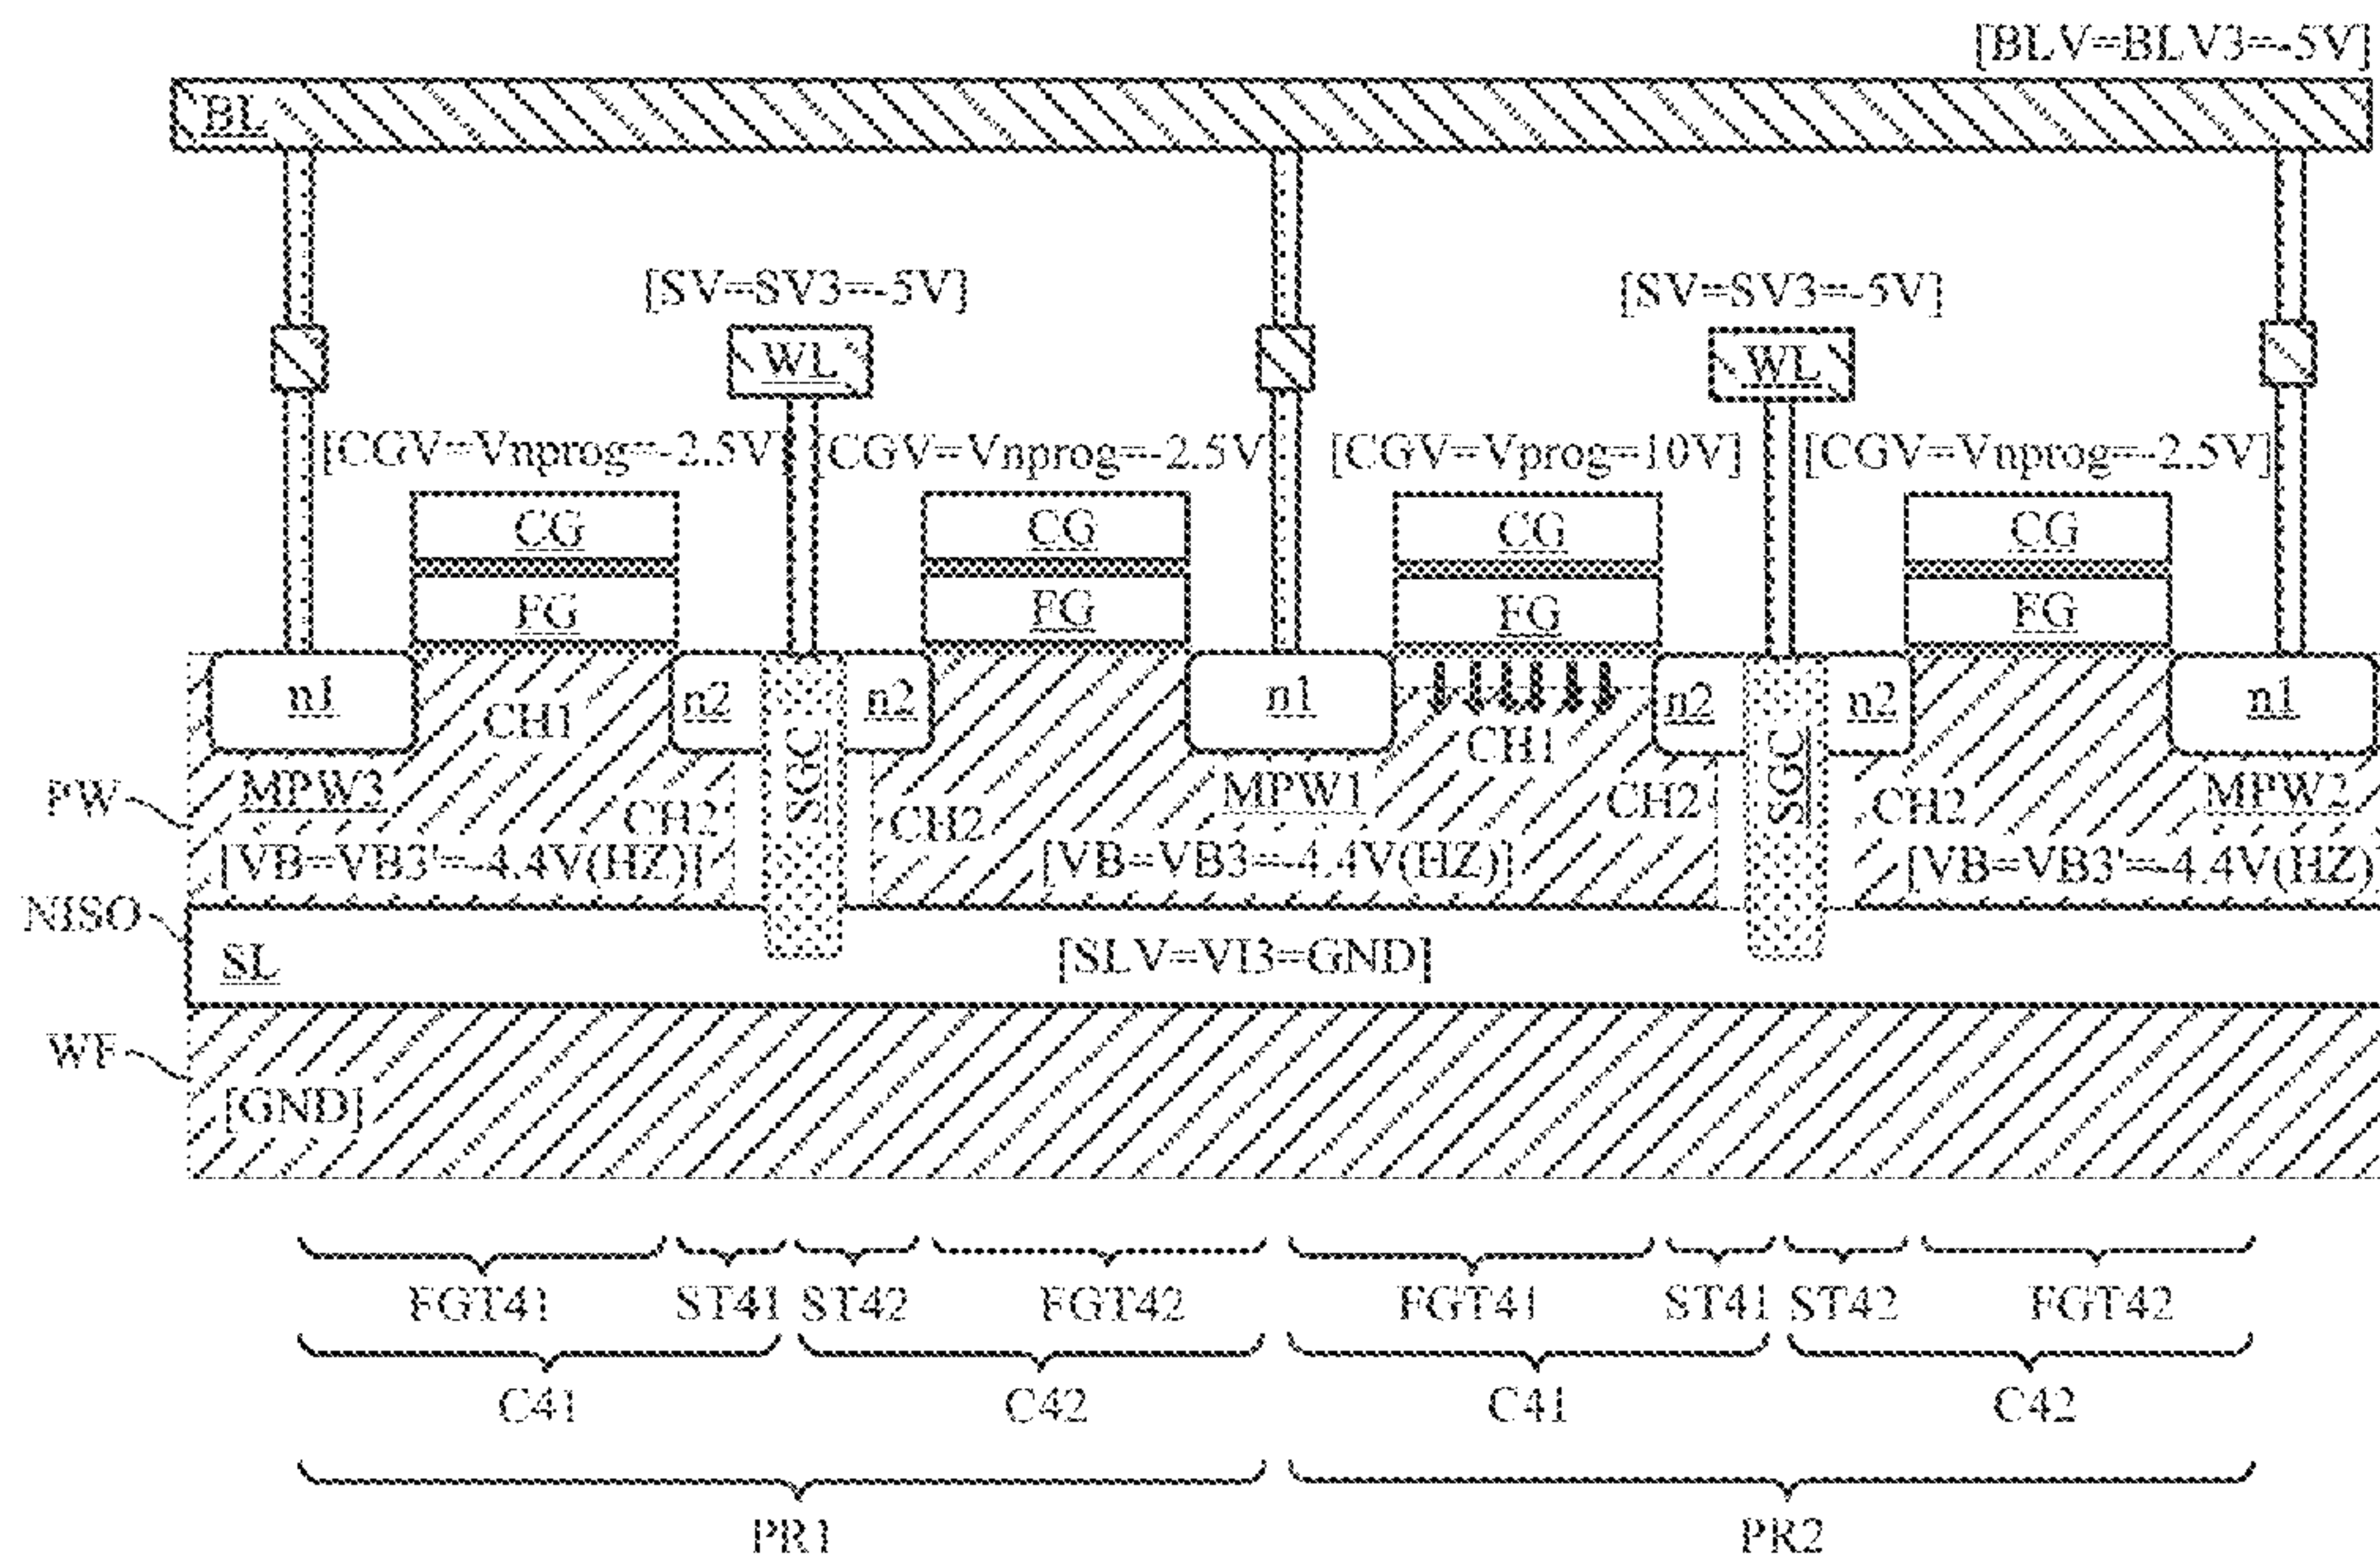 [BLV=BLV3=-5V]
BL
[SV=SV3=-5V] [SV=SV3=-5V]
WL WL
[CGV=Vnprog=-2.5V] [CGV=Vnprog=-2.5V [CGV=Vprog=10V] [CGV=Vnprog=-2.5V]
CG CG CG CG
FG FG FG FG
n1 CH1 n2 SGC n2 n1 CH1 n2 SGC n2 n1
PW MPW3 CH2 CH2 MPW1 CH2 CH2 MPW2
[VB=VB3'=-4.4V(HZ)] [VB=VB3=-4.4V(HZ)] [VB=VB3'=-4.4V(HZ)]
NISO SL [SLV=VI3=GND]
WF
[GND]
FGT41 ST41 ST42 FGT42 FGT41 ST41 ST42 FGT42
C41 C42 C41 C42
PR1 PR2